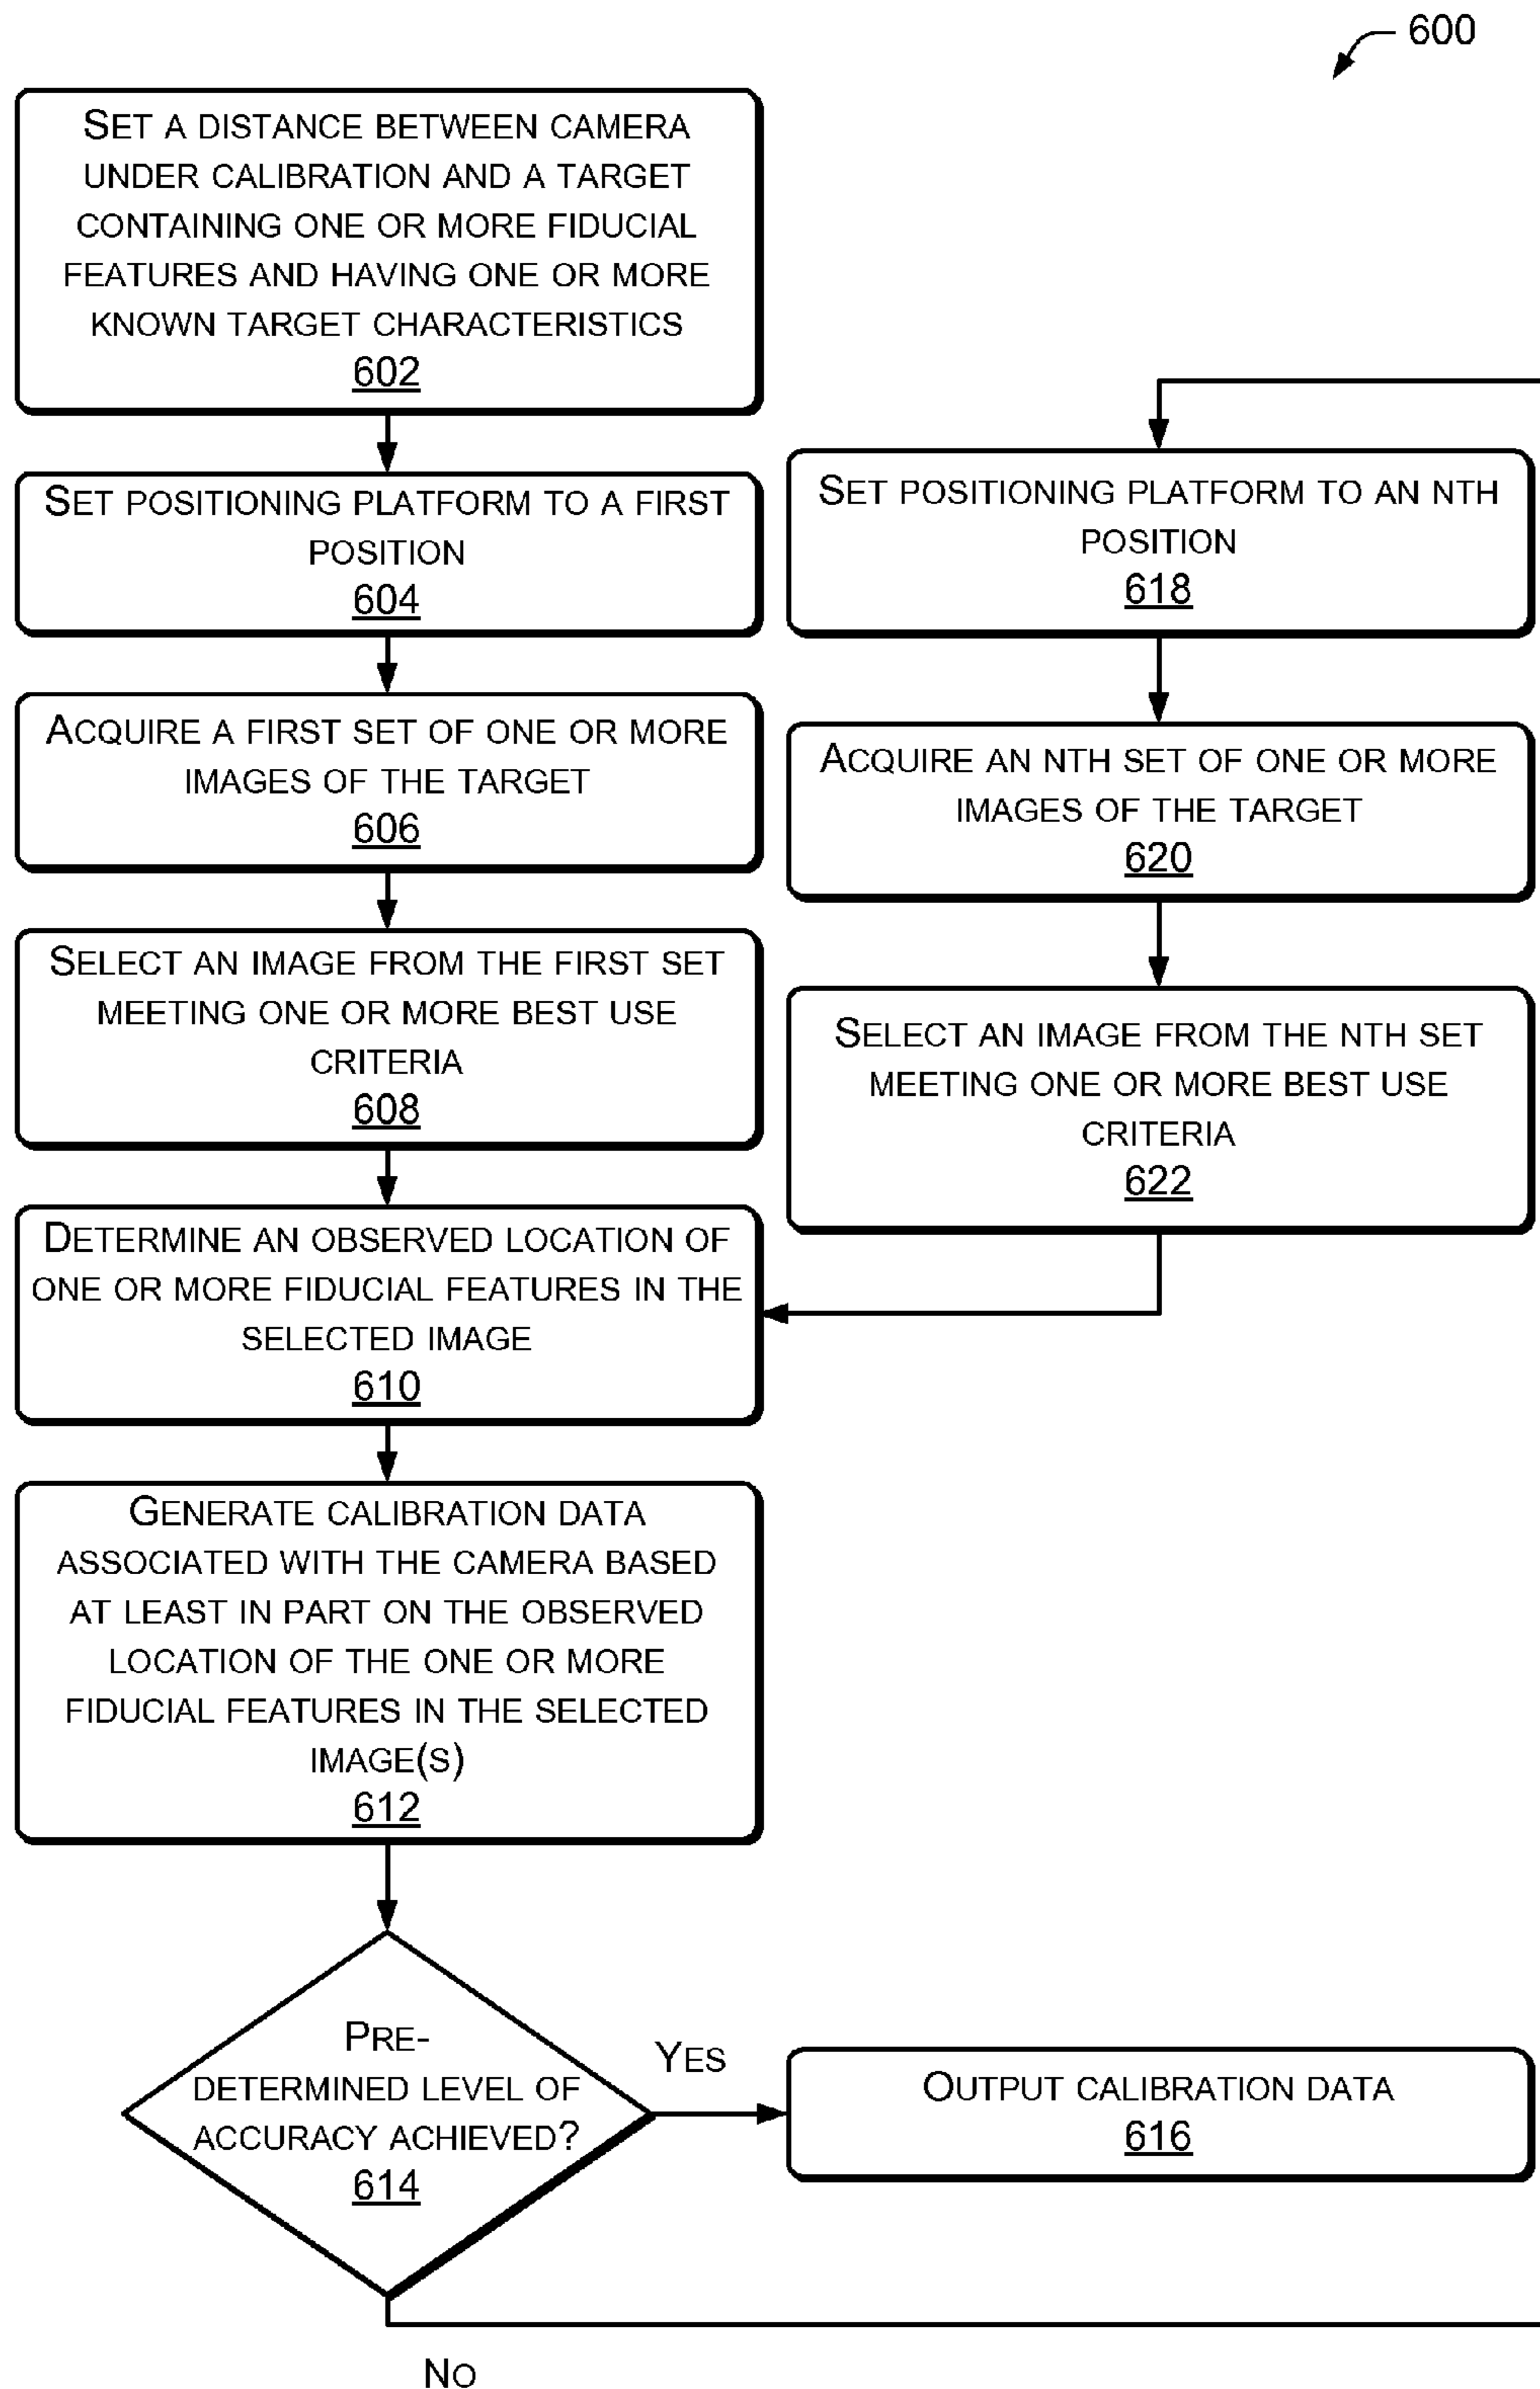 600
SET A DISTANCE BETWEEN CAMERA
UNDER CALIBRATION AND A TARGET
CONTAINING ONE OR MORE FIDUCIAL
FEATURES AND HAVING ONE OR MORE
KNOWN TARGET CHARACTERISTICS
602
SET POSITIONING PLATFORM TO A FIRST
POSITION
604
ACQUIRE A FIRST SET OF ONE OR MORE
IMAGES OF THE TARGET
606
SELECT AN IMAGE FROM THE FIRST SET
MEETING ONE OR MORE BEST USE
CRITERIA
608
DETERMINE AN OBSERVED LOCATION OF
ONE OR MORE FIDUCIAL FEATURES IN THE
SELECTED IMAGE
610
GENERATE CALIBRATION DATA
ASSOCIATED WITH THE CAMERA BASED
AT LEAST IN PART ON THE OBSERVED
LOCATION OF THE ONE OR MORE
FIDUCIAL FEATURES IN THE SELECTED
IMAGE(S)
612
PRE-
DETERMINED LEVEL OF
ACCURACY ACHIEVED?
614
YES
NO
OUTPUT CALIBRATION DATA
616
SET POSITIONING PLATFORM TO AN NTH
POSITION
618
ACQUIRE AN NTH SET OF ONE OR MORE
IMAGES OF THE TARGET
620
SELECT AN IMAGE FROM THE NTH SET
MEETING ONE OR MORE BEST USE
CRITERIA
622